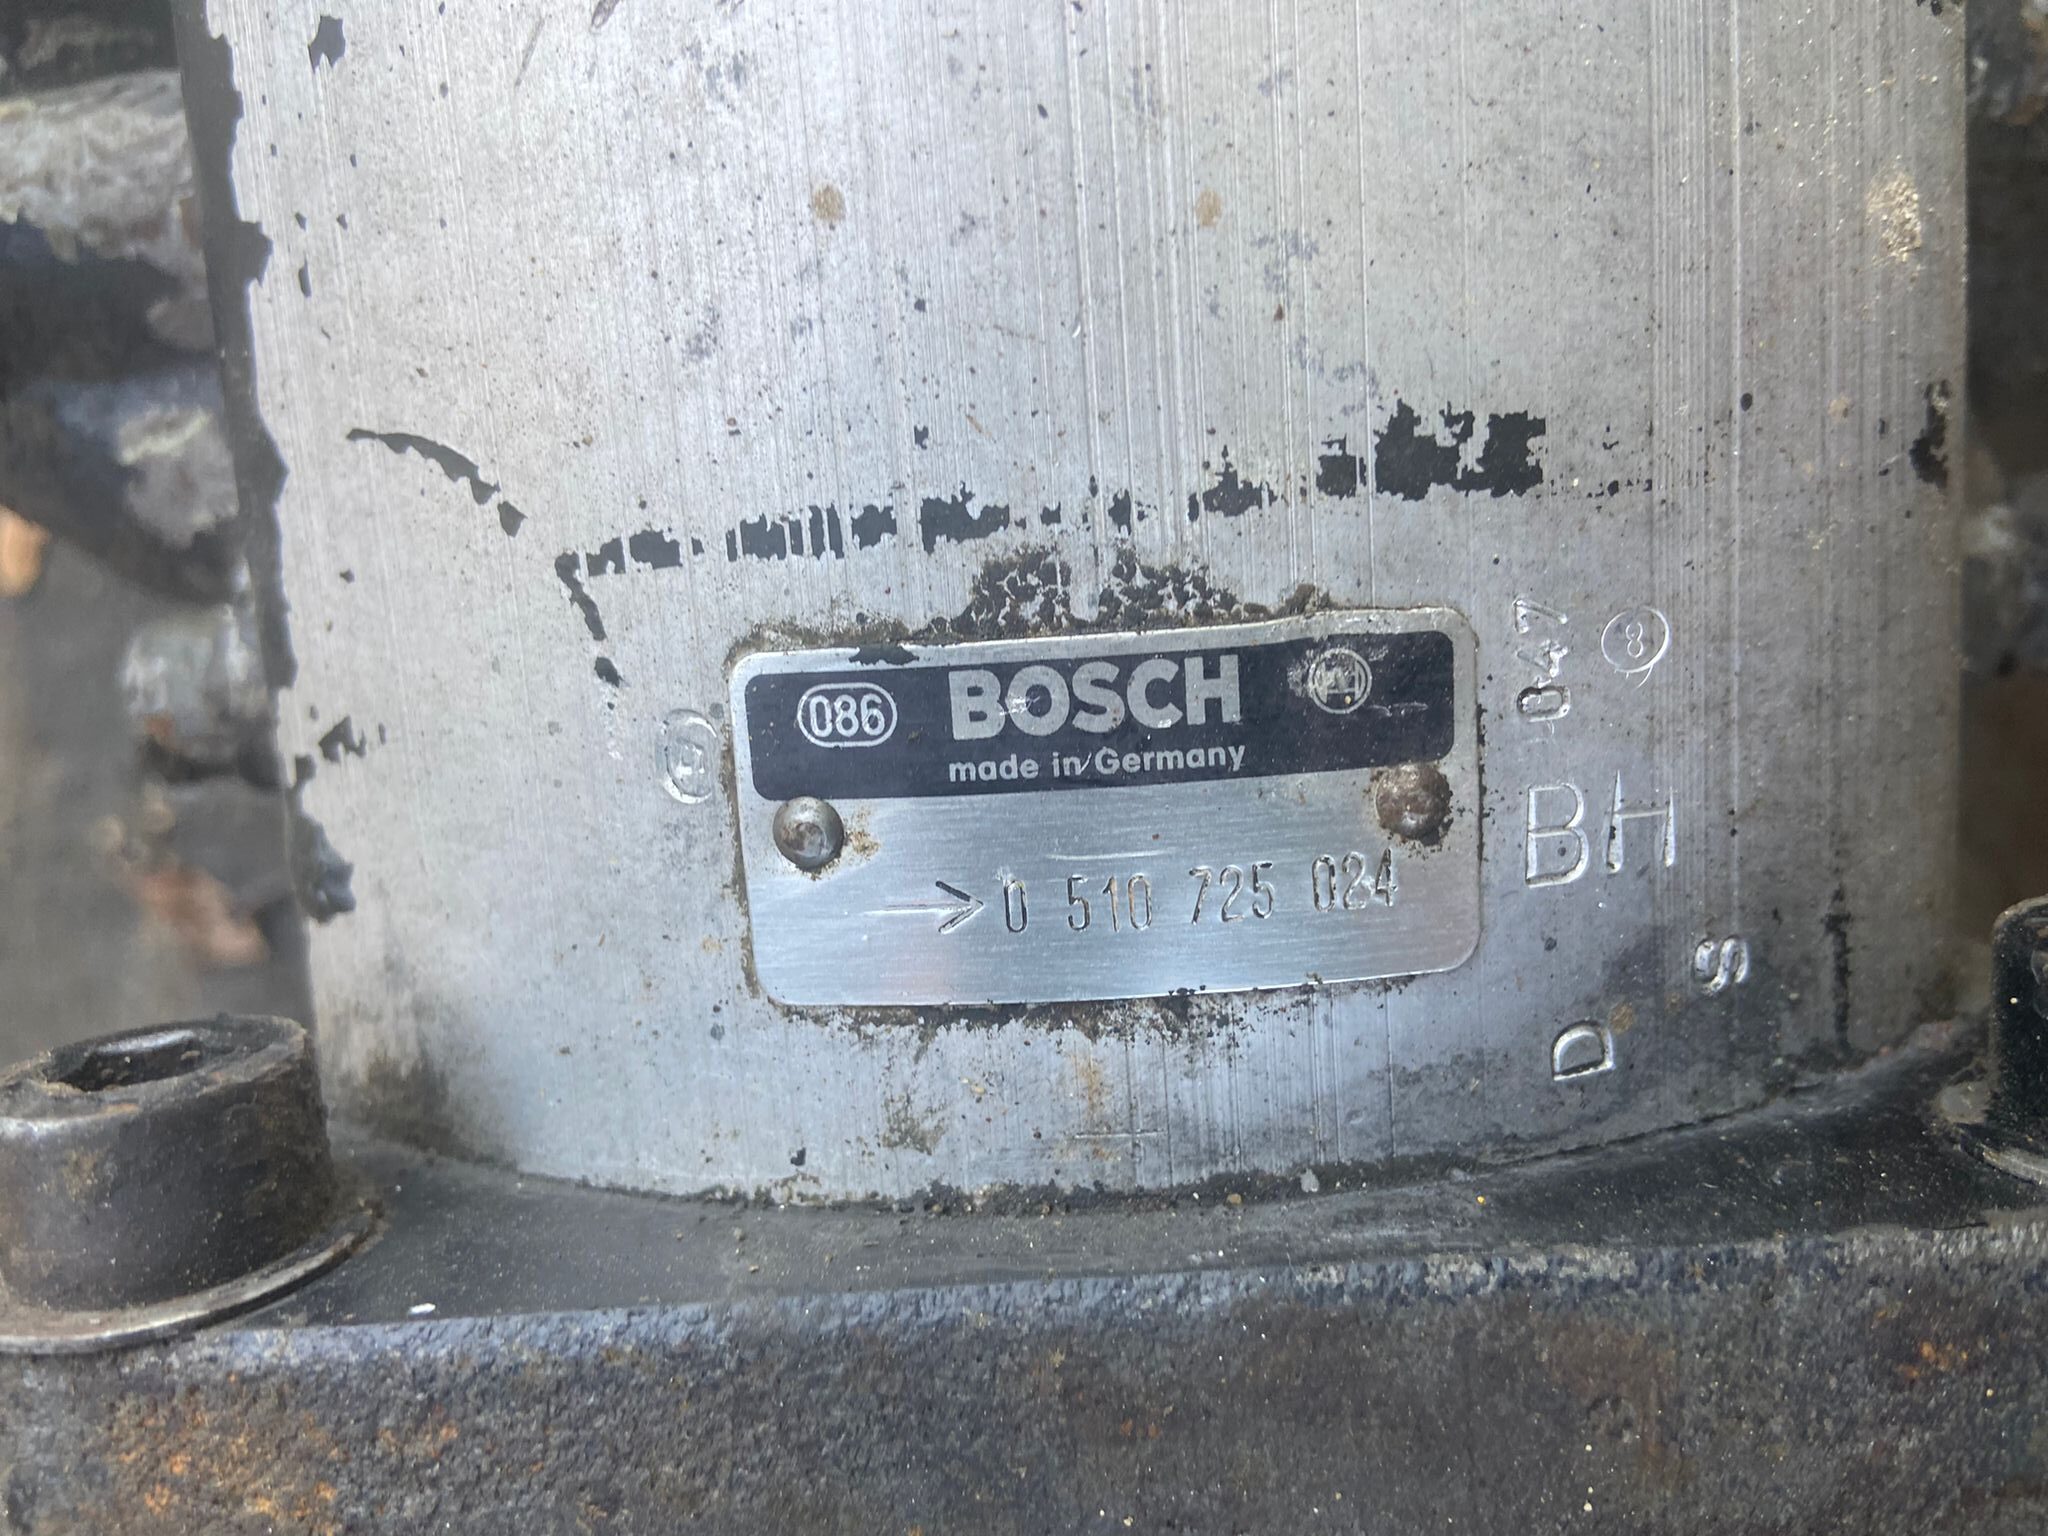 086 BOSCH
made in Germany
→ 0 510 725 024
047
8
BH
S
D